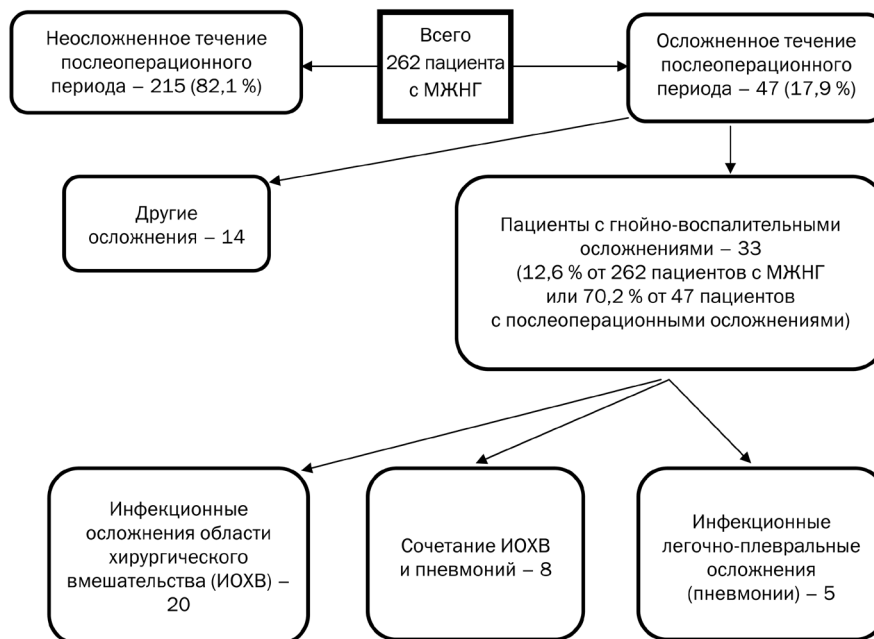 Неосложненное течение
послеоперационного
периода – 215 (82,1 %)
Всего
262 пациента
с МЖНГ
Осложненное течение
послеоперационного
периода – 47 (17,9 %)
Другие
осложнения – 14
Пациенты с гнойно-воспалительными
осложнениями – 33
(12,6 % от 262 пациентов с МЖНГ
или 70,2 % от 47 пациентов
с послеоперационными осложнениями)
Инфекционные
осложнения области
хирургического
вмешательства (ИОХВ) –
20
Сочетание ИОХВ
и пневмоний – 8
Инфекционные
легочно-плевральные
осложнения
(пневмонии) – 5